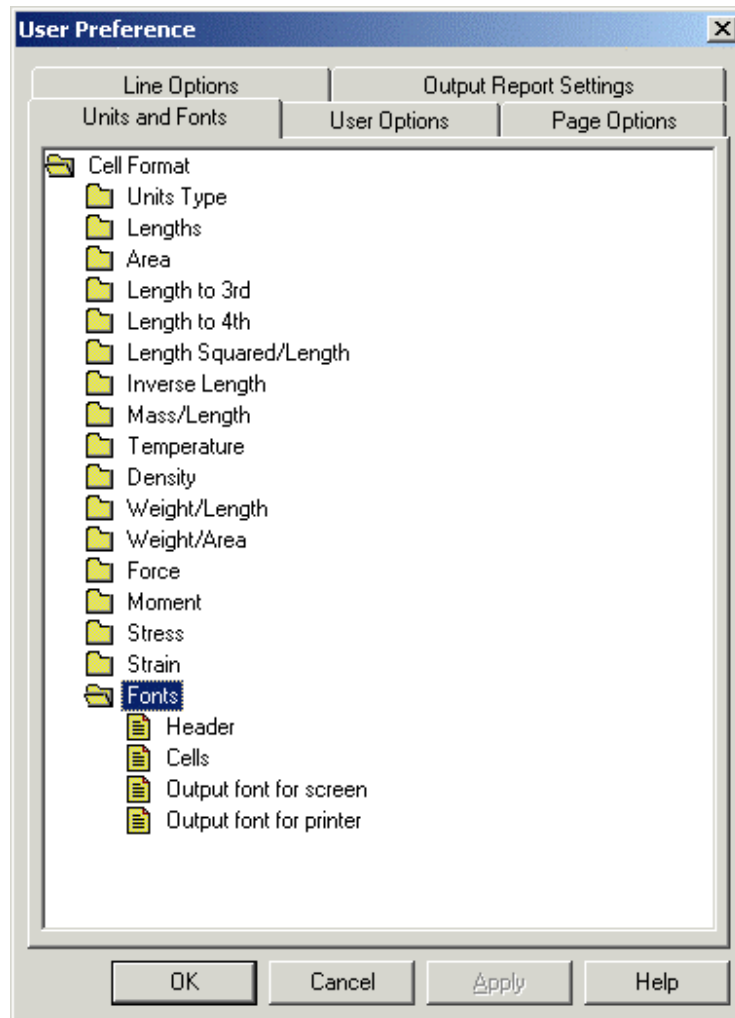 User Preference
Line Options Output Report Settings
Units and Fonts User Options Page Options
Cell Format
Units Type
Lengths
Area
Length to 3rd
Length to 4th
Length Squared/Length
Inverse Length
Mass/Length
Temperature
Density
Weight/Length
Weight/Area
Force
Moment
Stress
Strain
Fonts
Header
Cells
Output font for screen
Output font for printer
OK Cancel Apply Help